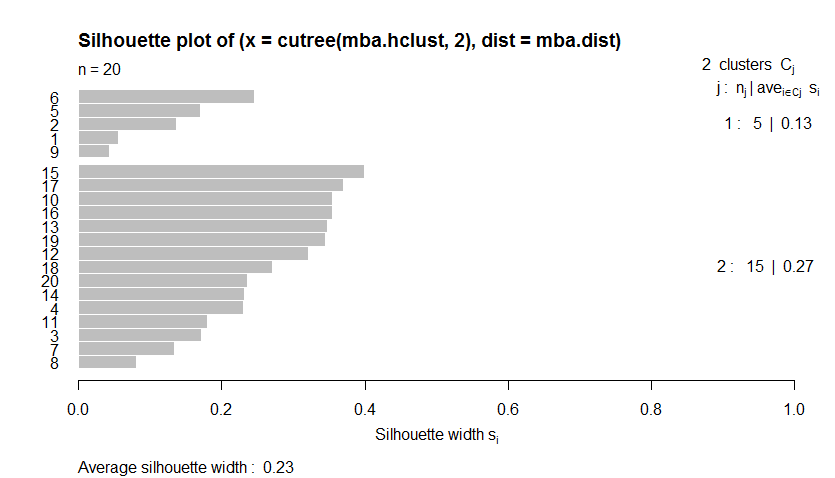 Silhouette plot of (x = cutree(mba.hclust, 2), dist = mba.dist)
n = 20
2 clusters Cj
j : nj | avei∈Cj si
6
5
2
1
9
1 : 5 | 0.13
15
17
10
16
13
19
12
18
20
14
4
11
3
7
8
2 : 15 | 0.27
0.0 0.2 0.4 0.6 0.8 1.0
Silhouette width si
Average silhouette width : 0.23